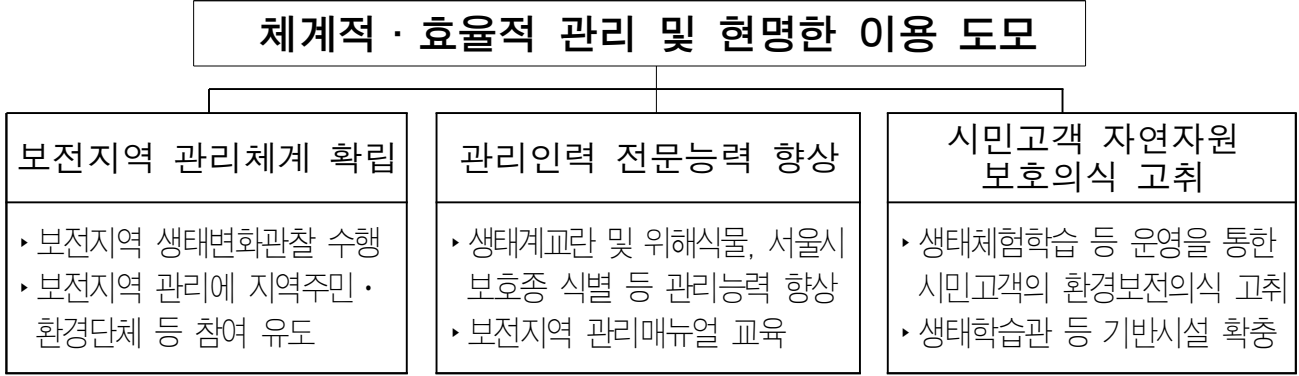 체계적 · 효율적 관리 및 현명한 이용 도모
보전지역 관리체계 확립
‣ 보전지역 생태변화관찰 수행
‣ 보전지역 관리에 지역주민 ·
환경단체 등 참여 유도
관리인력 전문능력 향상
‣ 생태계교란 및 위해식물, 서울시
보호종 식별 등 관리능력 향상
‣ 보전지역 관리매뉴얼 교육
시민고객 자연자원
보호의식 고취
‣ 생태체험학습 등 운영을 통한
시민고객의 환경보전의식 고취
‣ 생태학습관 등 기반시설 확충